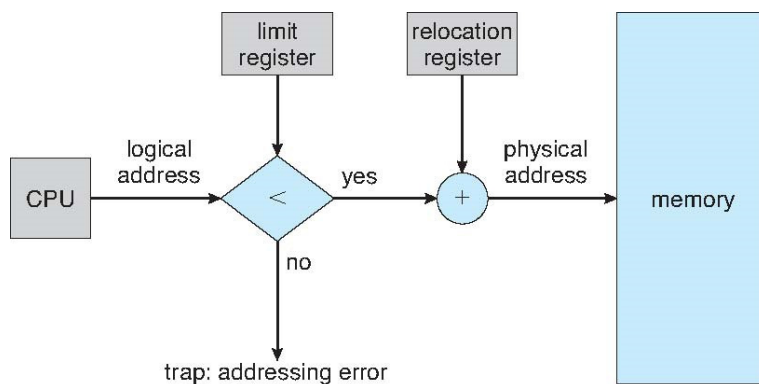 limit
register
relocation
register
logical
address
physical
address
CPU
<
yes
+
memory
no
trap: addressing error